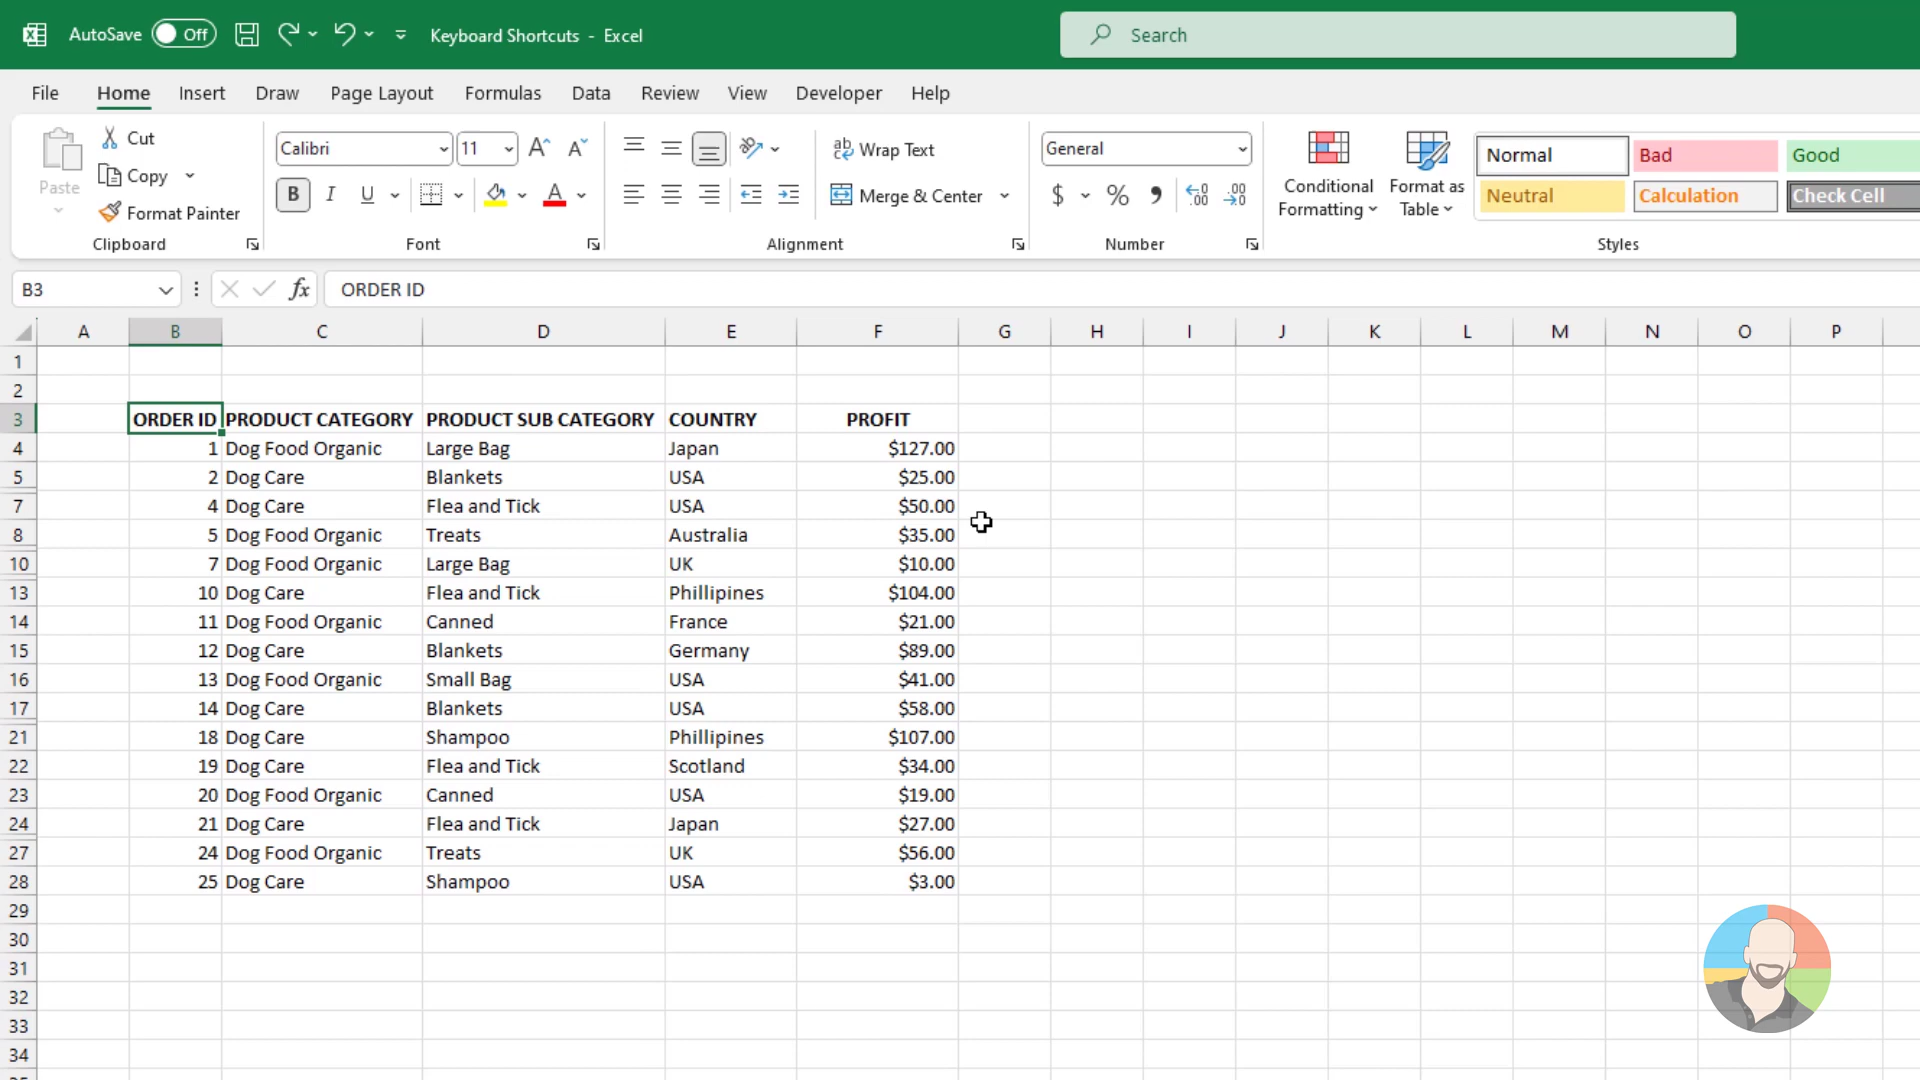 AutoSave Off Keyboard Shortcuts - Excel Search
File Home Insert Draw Page Layout Formulas Data Review View Developer Help
Paste Cut Copy Format Painter Clipboard
Calibri 11 B I U A Font
ab Wrap Text Merge & Center Alignment
General $ % , Number
Conditional Formatting Format as Table
Normal Bad Good
Neutral Calculation Check Cell
Styles
B3 fx ORDER ID
A B C D E F G H I J K L M N O P
1
2
3 ORDER ID PRODUCT CATEGORY PRODUCT SUB CATEGORY COUNTRY PROFIT
4 1 Dog Food Organic Large Bag Japan $127.00
5 2 Dog Care Blankets USA $25.00
7 4 Dog Care Flea and Tick USA $50.00
8 5 Dog Food Organic Treats Australia $35.00
10 7 Dog Food Organic Large Bag UK $10.00
13 10 Dog Care Flea and Tick Phillipines $104.00
14 11 Dog Food Organic Canned France $21.00
15 12 Dog Care Blankets Germany $89.00
16 13 Dog Food Organic Small Bag USA $41.00
17 14 Dog Care Blankets USA $58.00
21 18 Dog Care Shampoo Phillipines $107.00
22 19 Dog Care Flea and Tick Scotland $34.00
23 20 Dog Food Organic Canned USA $19.00
24 21 Dog Care Flea and Tick Japan $27.00
27 24 Dog Food Organic Treats UK $56.00
28 25 Dog Care Shampoo USA $3.00
29
30
31
32
33
34